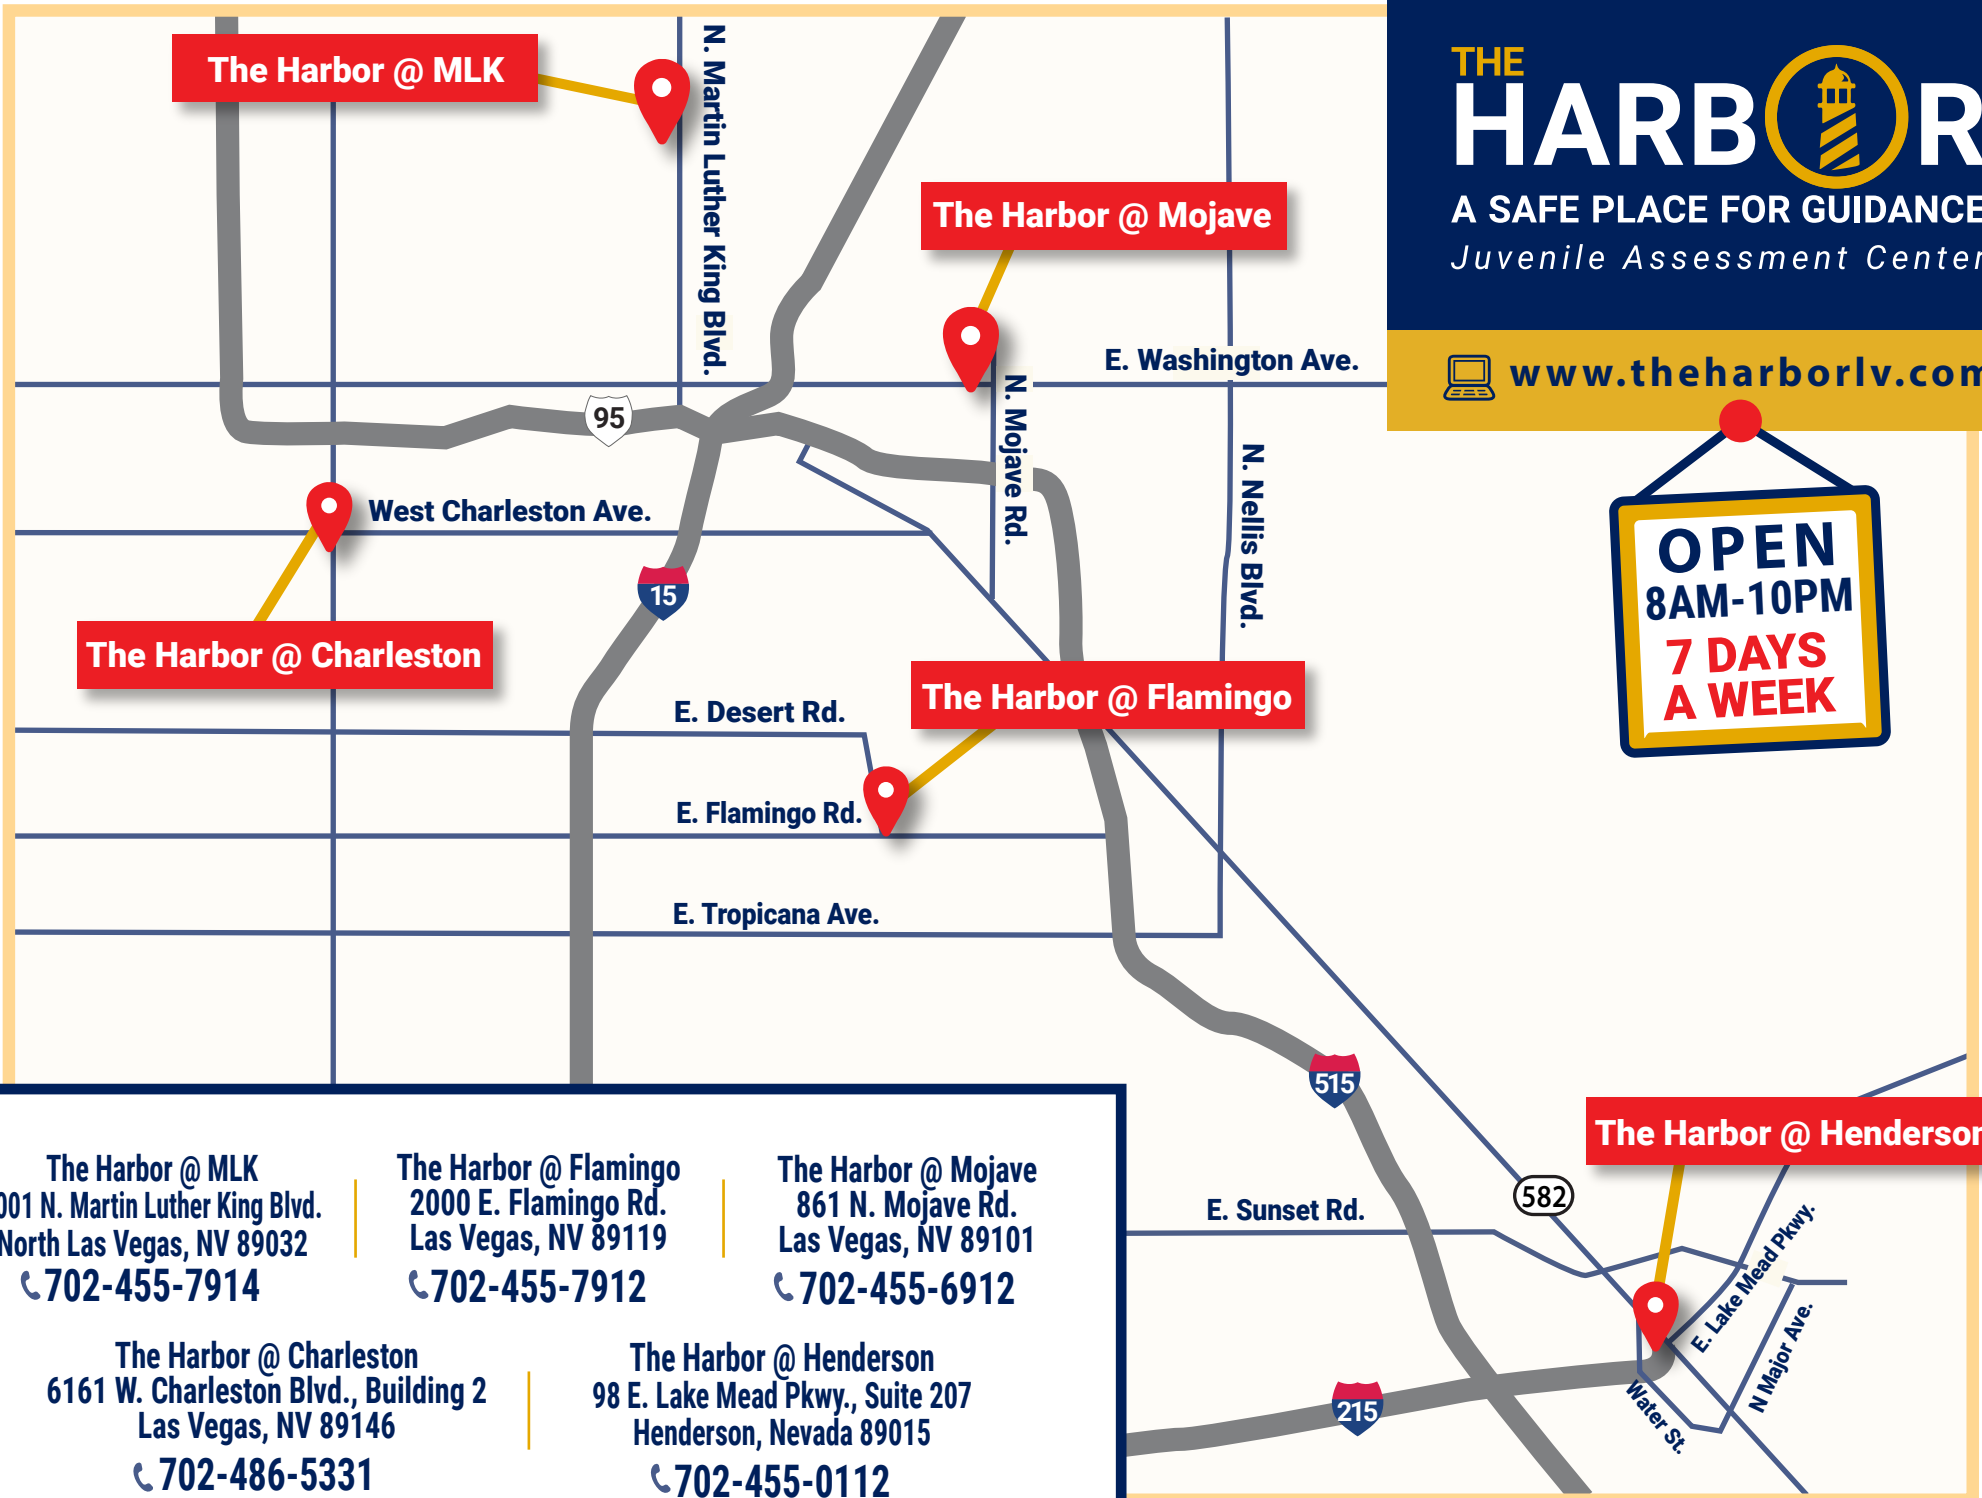 The Harbor @ MLK
N. Martin Luther King Blvd.
THE
HARBOR
A SAFE PLACE FOR GUIDANCE
Juvenile Assessment Center
www.theharborlv.com
The Harbor @ Mojave
E. Washington Ave.
95
N. Mojave Rd.
N. Nellis Blvd.
West Charleston Ave.
OPEN
8AM-10PM
7 DAYS
A WEEK
15
The Harbor @ Charleston
The Harbor @ Flamingo
E. Desert Rd.
E. Flamingo Rd.
E. Tropicana Ave.
515
The Harbor @ Henderson
582
E. Sunset Rd.
E. Lake Mead Pkwy.
N Major Ave.
Water St.
215
The Harbor @ MLK
001 N. Martin Luther King Blvd.
North Las Vegas, NV 89032
702-455-7914
The Harbor @ Flamingo
2000 E. Flamingo Rd.
Las Vegas, NV 89119
702-455-7912
The Harbor @ Mojave
861 N. Mojave Rd.
Las Vegas, NV 89101
702-455-6912
The Harbor @ Charleston
6161 W. Charleston Blvd., Building 2
Las Vegas, NV 89146
702-486-5331
The Harbor @ Henderson
98 E. Lake Mead Pkwy., Suite 207
Henderson, Nevada 89015
702-455-0112